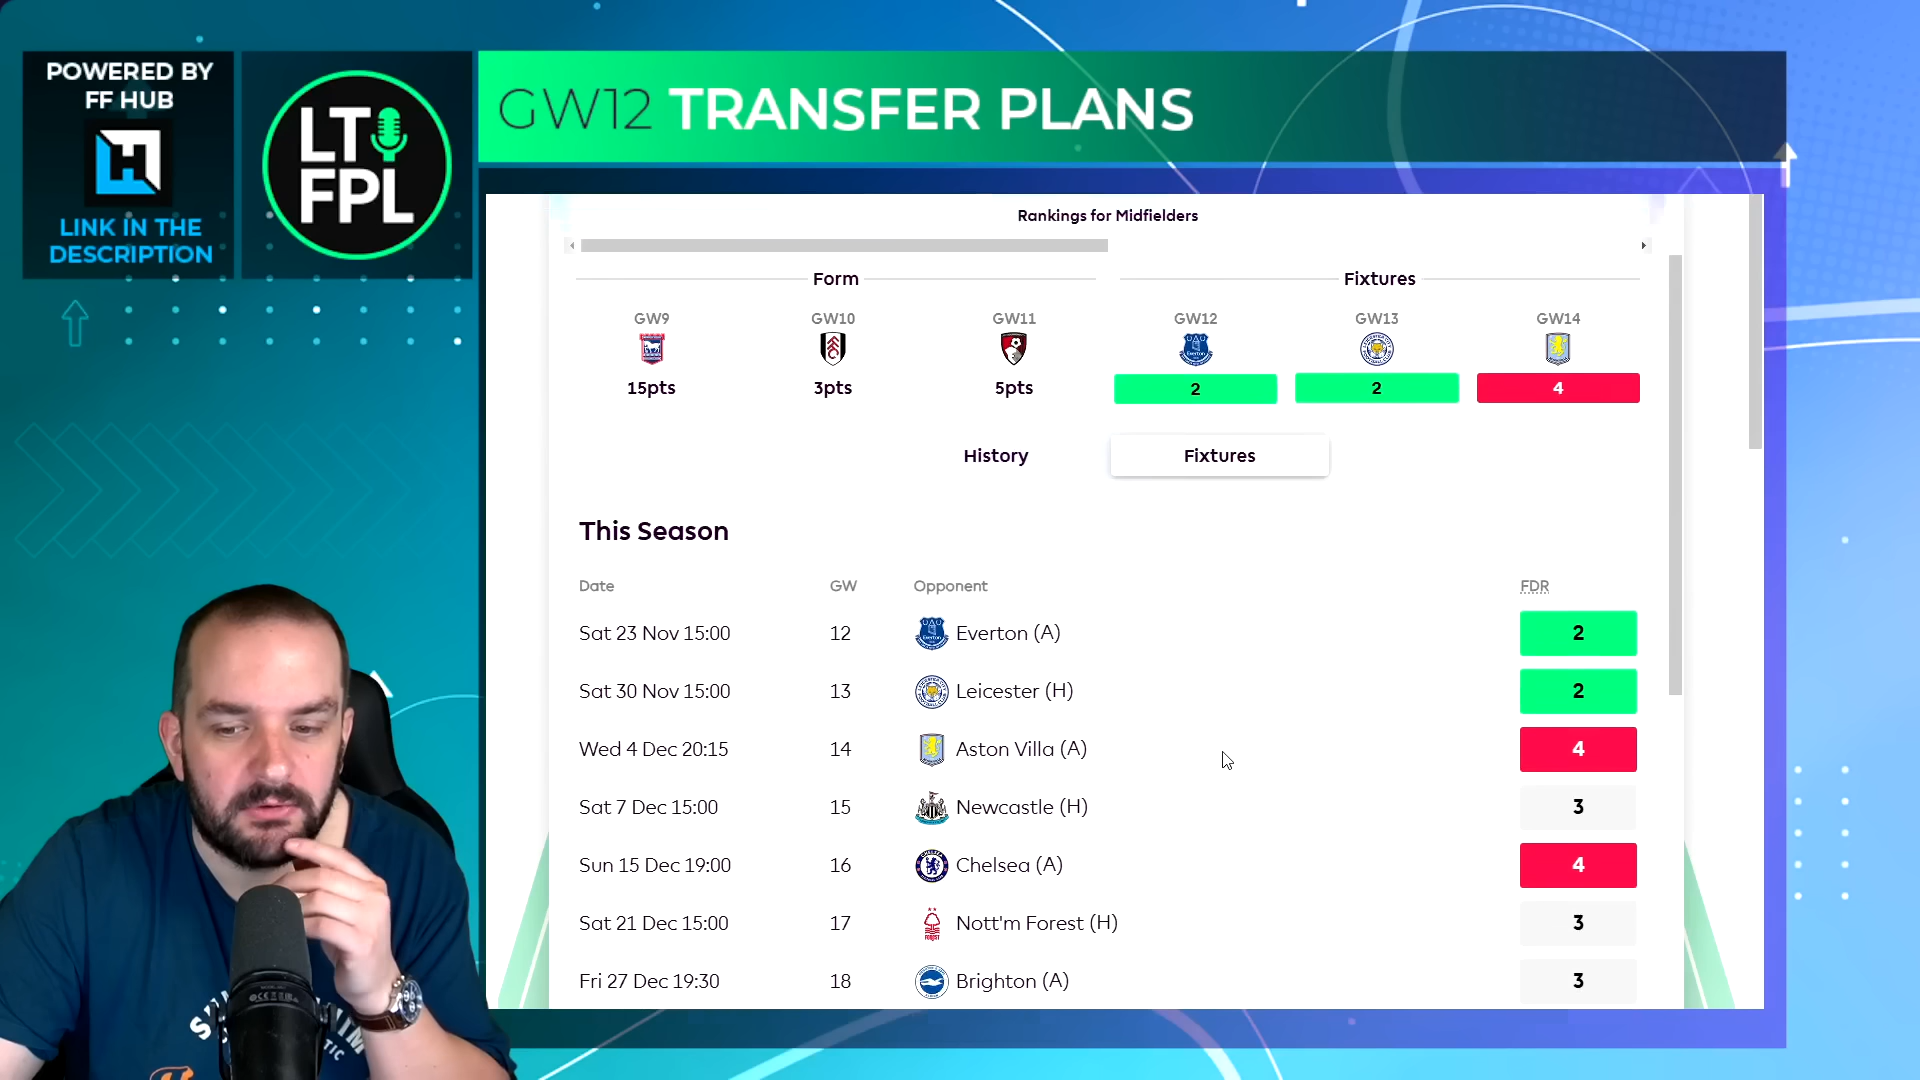 POWERED BY
FF HUB
LINK IN THE
DESCRIPTION
LT
FPL
GW12 TRANSFER PLANS
Rankings for Midfielders
Form
Fixtures
GW9 GW10 GW11 GW12 GW13 GW14
15pts 3pts 5pts 2 2 4
History Fixtures
This Season
Date GW Opponent FDR
Sat 23 Nov 15:00 12 Everton (A) 2
Sat 30 Nov 15:00 13 Leicester (H) 2
Wed 4 Dec 20:15 14 Aston Villa (A) 4
Sat 7 Dec 15:00 15 Newcastle (H) 3
Sun 15 Dec 19:00 16 Chelsea (A) 4
Sat 21 Dec 15:00 17 Nott'm Forest (H) 3
Fri 27 Dec 19:30 18 Brighton (A) 3